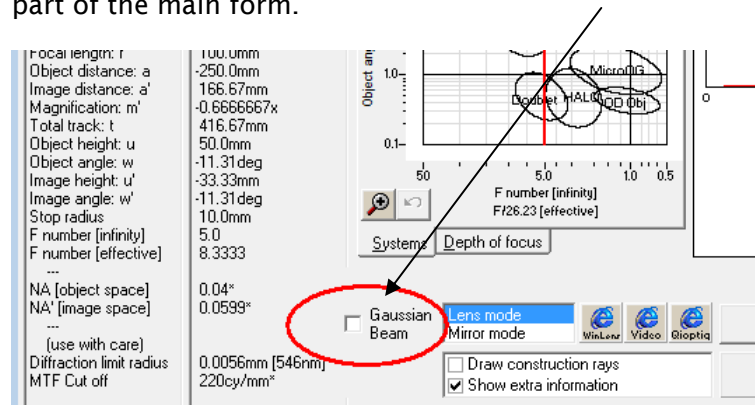 part of the main form.
Focal length: f 100.0mm
Object distance: a -250.0mm
Image distance: a' 166.67mm
Magnification: m' -0.6666667x
Total track: t 416.67mm
Object height: u 50.0mm
Object angle: w -11.31deg
Image height: u' -33.33mm
Image angle: w' -11.31deg
Stop radius 10.0mm
F number [infinity] 5.0
F number [effective] 8.3333
---
NA [object space] 0.04*
NA' [image space] 0.0599*
---
(use with care)
Diffraction limit radius 0.0056mm [546nm]
MTF Cut off 220cy/mm*
Object
1.0
0.1
MicroOG
Doublet HALO OD Obj
50 5.0 1.0 0.5
F number [infinity]
F/26.23 [effective]
Systems Depth of focus
0
Gaussian
Beam
Lens mode
Mirror mode
WinLens Video Qioptiq
Draw construction rays
Show extra information